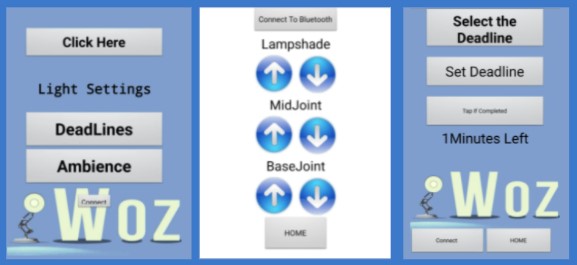 Click Here
Light Settings
DeadLines
Ambience
Connect
Woz
Connect To Bluetooth
Lampshade
MidJoint
BaseJoint
HOME
Select the
Deadline
Set Deadline
Tap if Completed
1Minutes Left
Woz
Connect
HOME